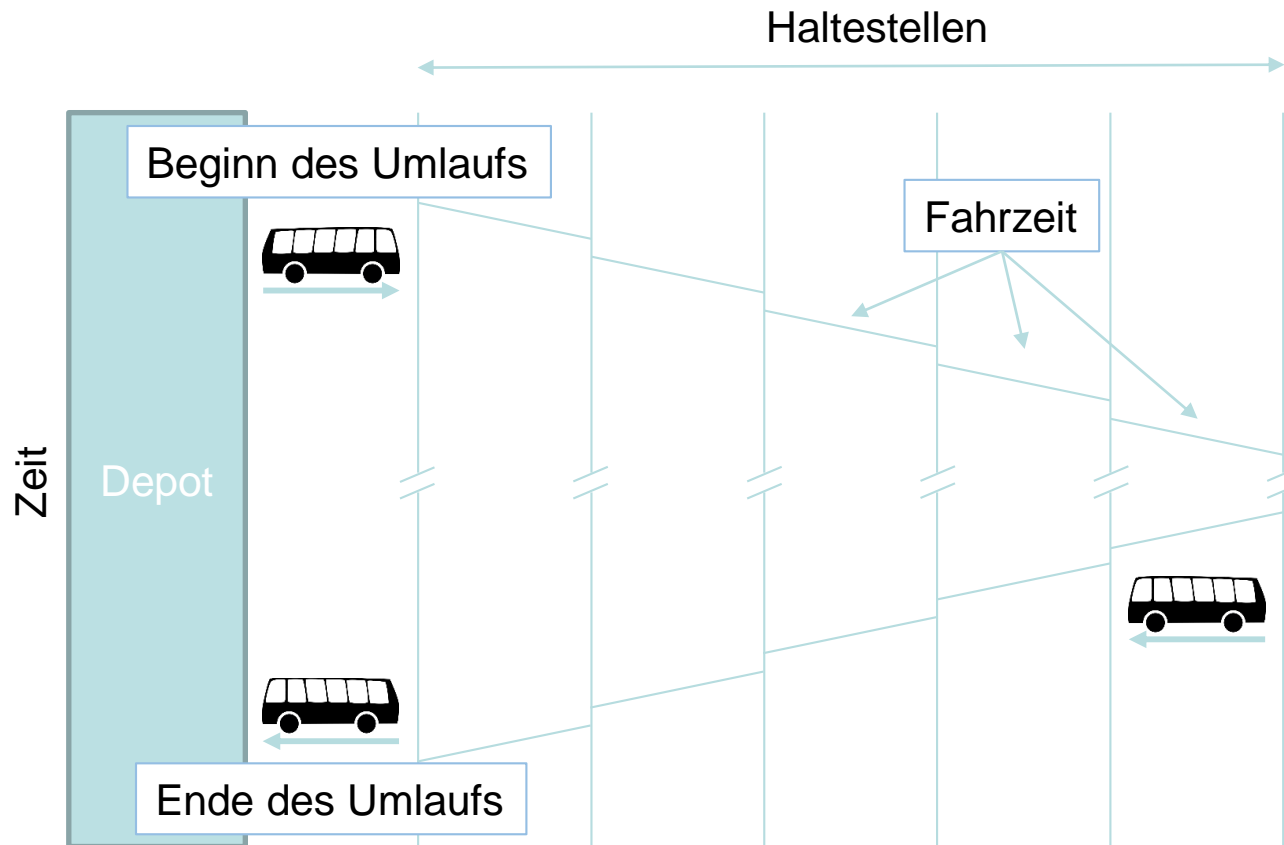 Haltestellen
Beginn des Umlaufs
Fahrzeit
Zeit
Depot
Ende des Umlaufs